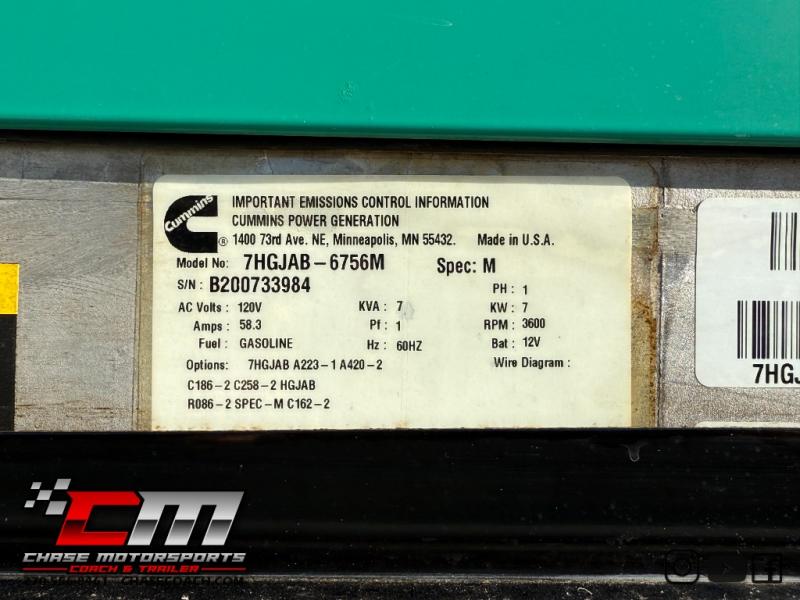 Cummins
IMPORTANT EMISSIONS CONTROL INFORMATION
CUMMINS POWER GENERATION
® 1400 73rd Ave. NE, Minneapolis, MN 55432. Made in U.S.A.
Model No: 7HGJAB-6756M Spec: M
S/N: B200733984 PH: 1
AC Volts: 120V KVA: 7 KW: 7
Amps: 58.3 Pf: 1 RPM: 3600
Fuel: GASOLINE Hz: 60HZ Bat: 12V
Options: 7HGJAB A223-1 A420-2 Wire Diagram:
C186-2 C258-2 HGJAB
R086-2 SPEC-M C162-2
7HGJ
CM
CHASE MOTORSPORTS
COACH & TRAILER
CHASECOACH.COM